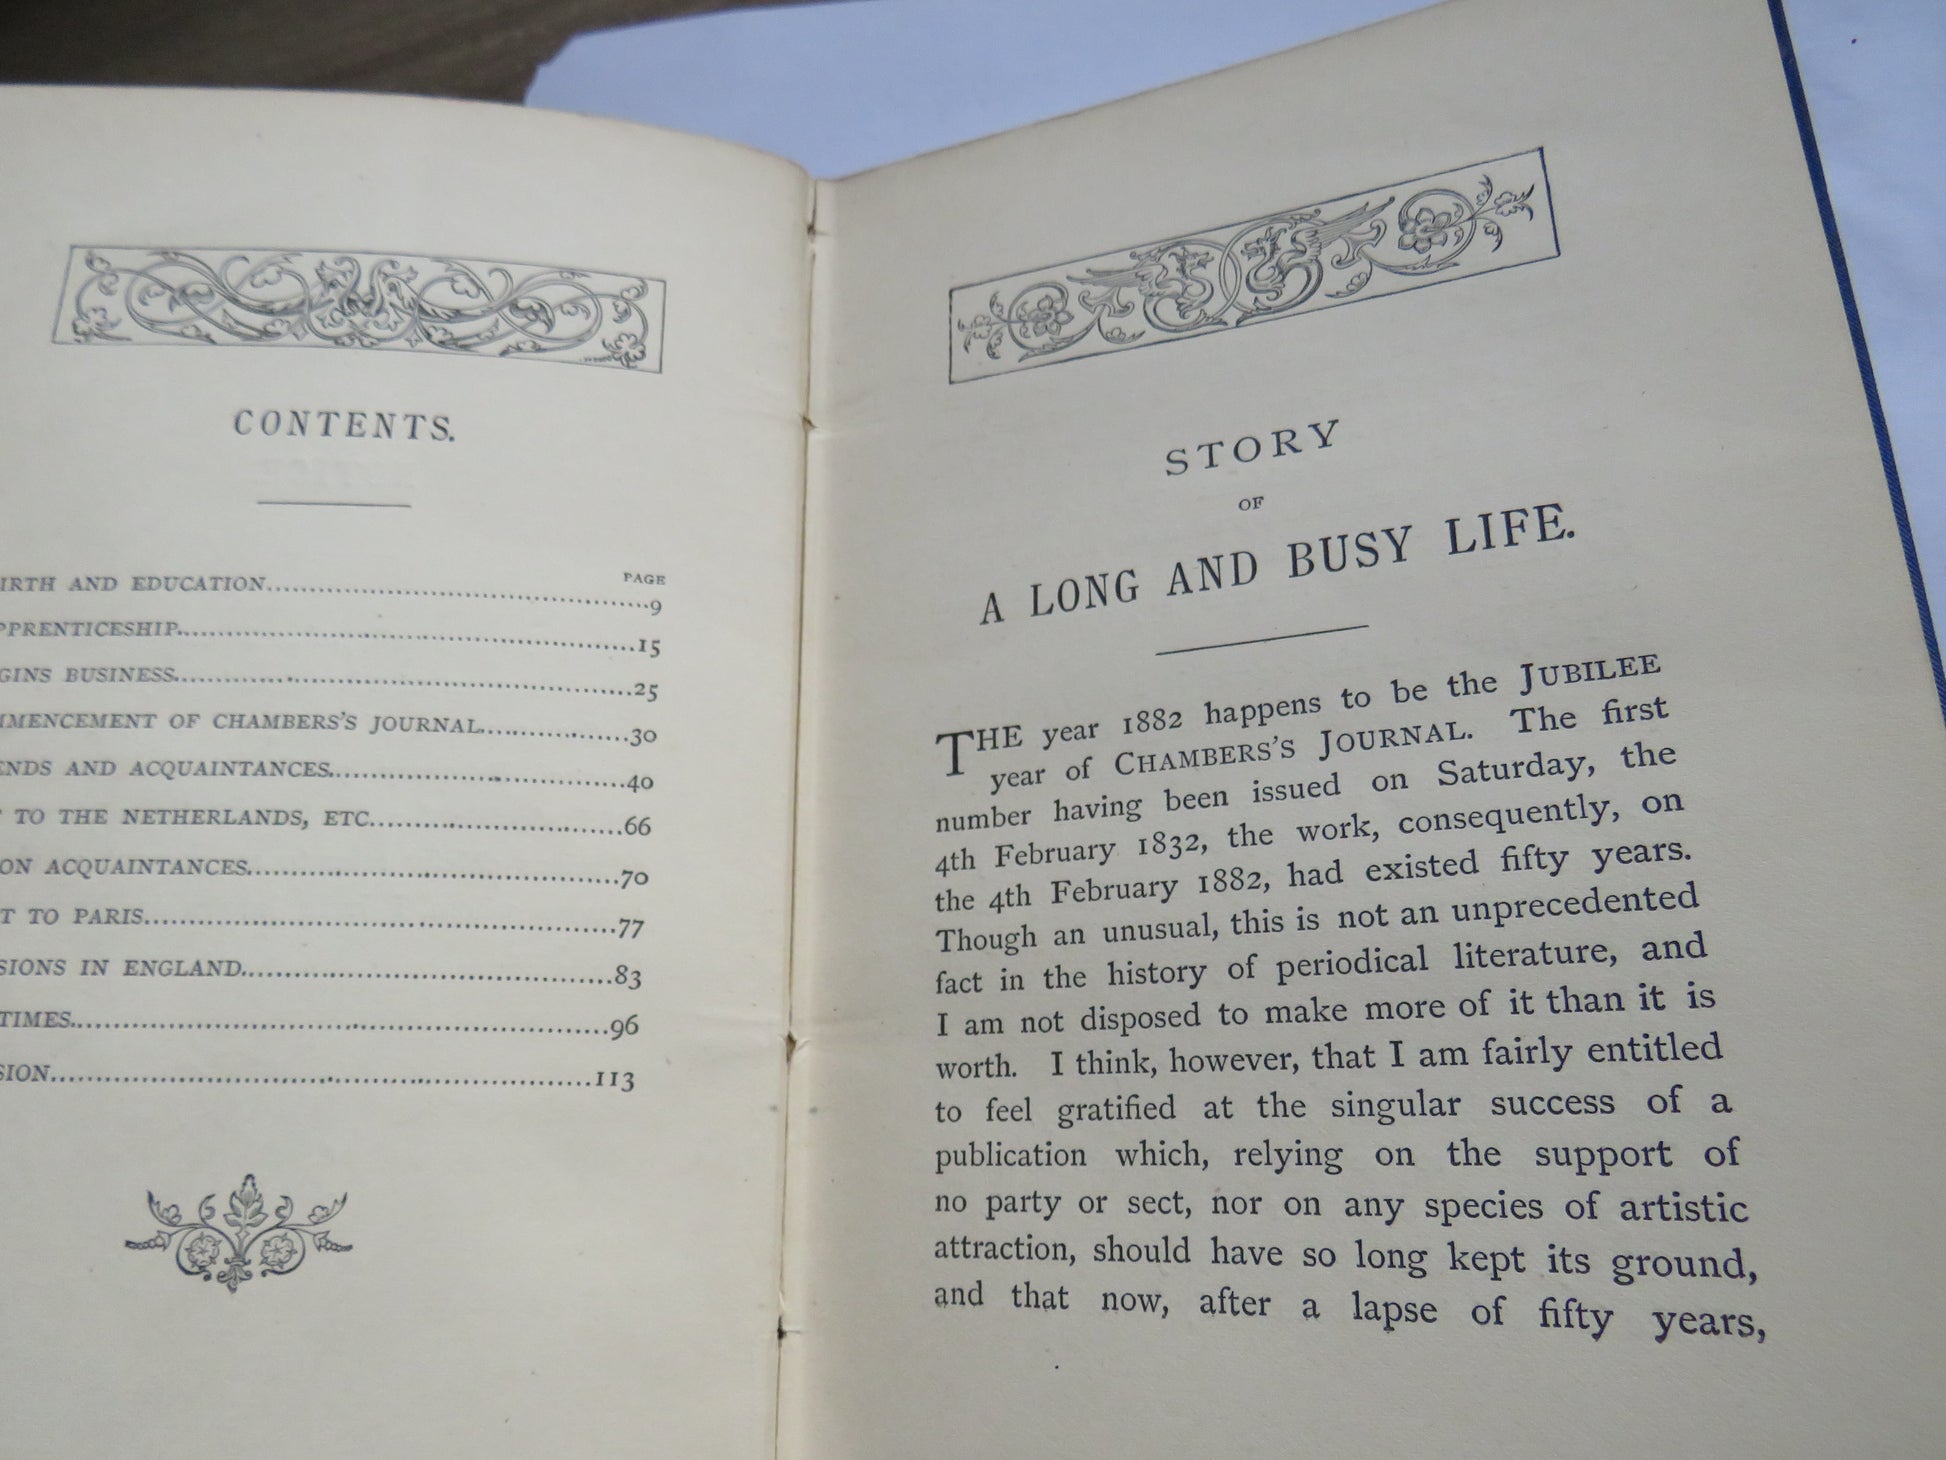 CONTENTS.
PAGE
IRTH AND EDUCATION..........9
PPRENTICESHIP..........15
GINS BUSINESS..........25
MMENCEMENT OF CHAMBERS'S JOURNAL..........30
ENDS AND ACQUAINTANCES..........40
TO THE NETHERLANDS, ETC..........66
ON ACQUAINTANCES..........70
T TO PARIS..........77
SIONS IN ENGLAND..........83
TIMES..........96
SION..........113
STORY
OF
A LONG AND BUSY LIFE.
THE year 1882 happens to be the JUBILEE
year of CHAMBERS'S JOURNAL. The first
number having been issued on Saturday, the
4th February 1832, the work, consequently, on
the 4th February 1882, had existed fifty years.
Though an unusual, this is not an unprecedented
fact in the history of periodical literature, and
I am not disposed to make more of it than it is
worth. I think, however, that I am fairly entitled
to feel gratified at the singular success of a
publication which, relying on the support of
no party or sect, nor on any species of artistic
attraction, should have so long kept its ground,
and that now, after a lapse of fifty years,